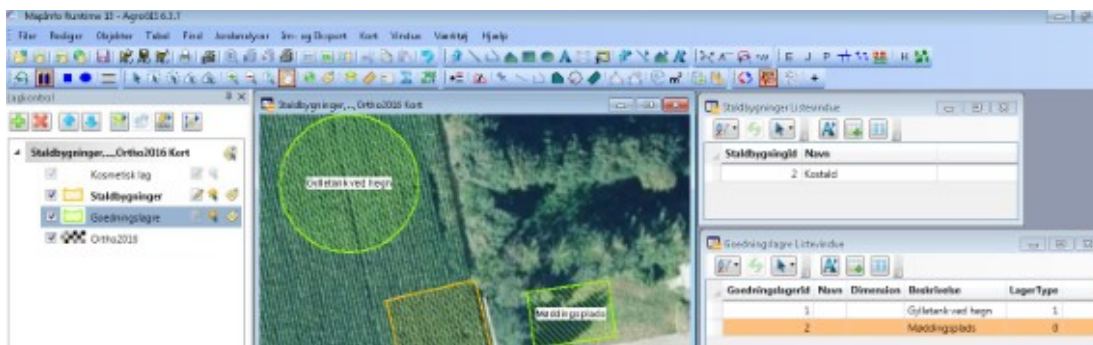 MapInfo Runtime 15 - AgroGIS 6.3.7
Filer Rediger Objekter Tabel Find Jordanalyser Im- og Eksport Kort Vindue Værktøj Hjælp
E J P
H
Lagkontrol
Staldbygninger,...,Ortho2016 Kort
Kosmetisk lag
Staldbygninger
Goedningslagre
Ortho2016
Staldbygninger,...,Ortho2016 Kort
Gylletank ved hegn
Møddingsplads
Staldbygninger Listevindue
StaldbygningId Navn
2 Kostald
Goedningslagre Listevindue
GoedningslagerId Navn Dimension Beskrivelse LagerType
1 Gylletank ved hegn 1
2 Møddingsplads 0